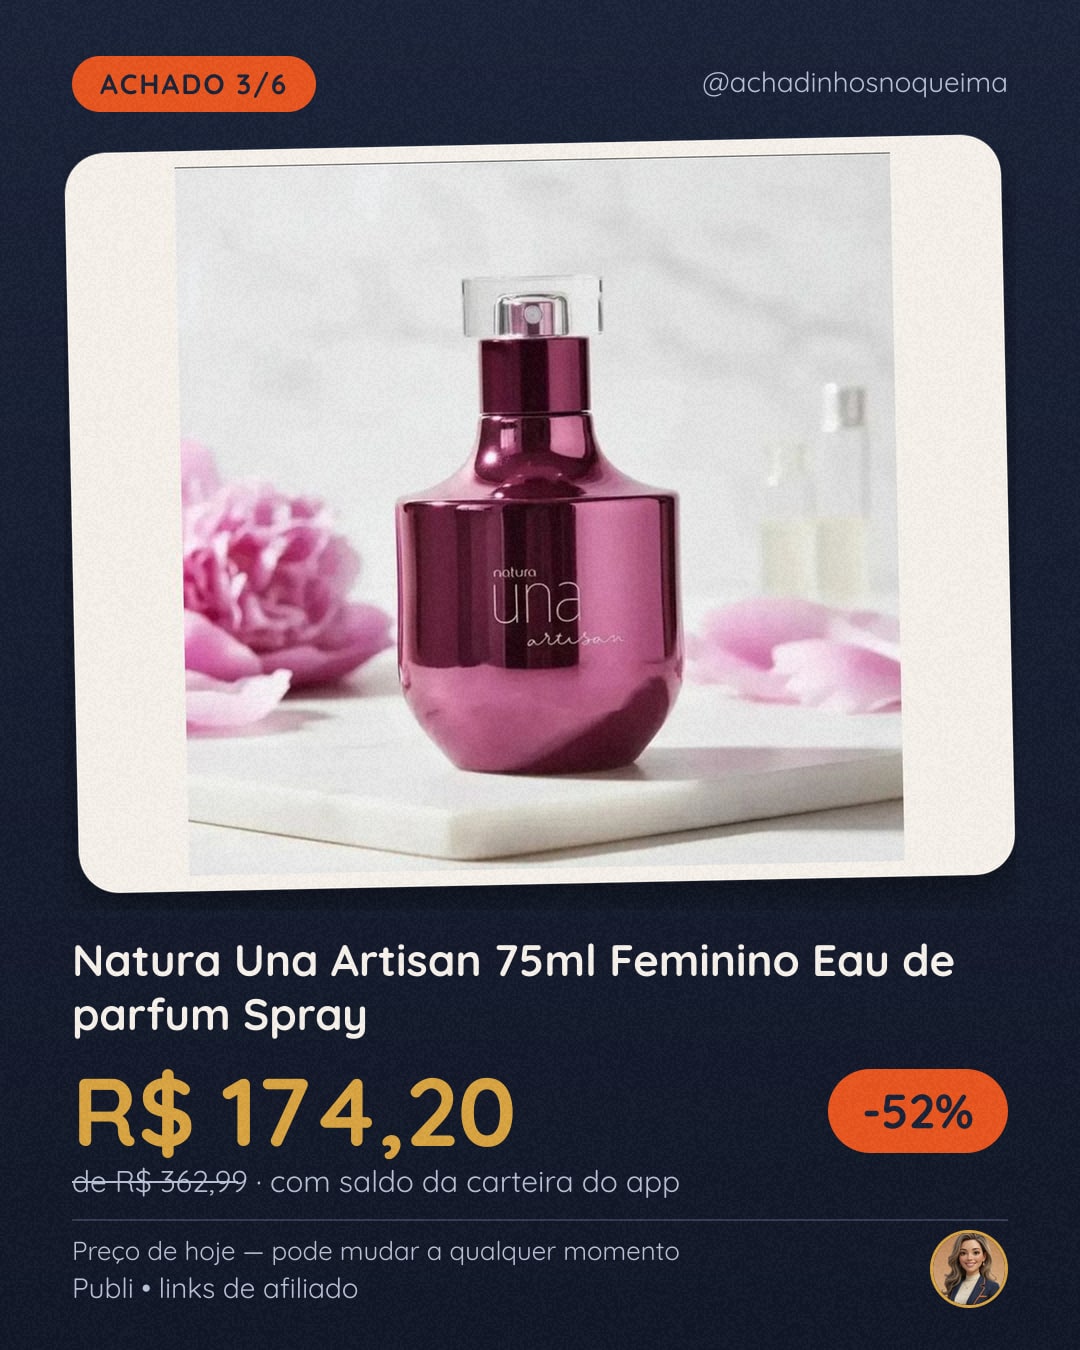 ACHADO 3/6
@achadinhosnoqueima
natura
una
artisan
Natura Una Artisan 75ml Feminino Eau de
parfum Spray
R$ 174,20
-52%
de R$ 362,99 · com saldo da carteira do app
Preço de hoje — pode mudar a qualquer momento
Publi • links de afiliado